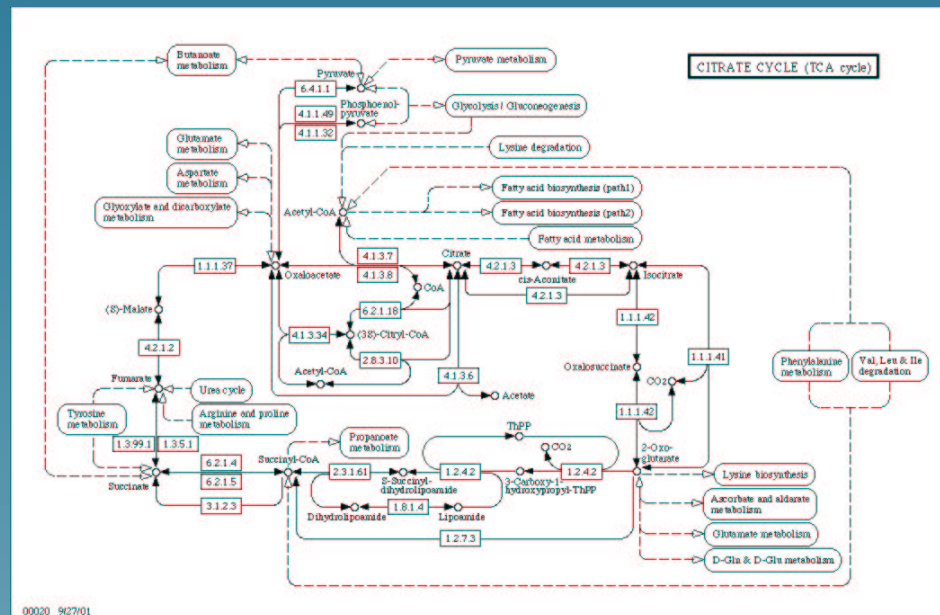 CITRATE CYCLE (TCA cycle)
Butanoate
metabolism
Pyruvate
Pyruvate metabolism
6.4.1.1
Phosphoenol-
pyruvate
4.1.1.49
4.1.1.32
Glycolysis / Gluconeogenesis
Glutamate
metabolism
Lysine degradation
Aspartate
metabolism
Fatty acid biosynthesis (path1)
Glyoxylate and dicarboxylate
metabolism
Acetyl-CoA
Fatty acid biosynthesis (path2)
Fatty acid metabolism
1.1.1.37
Oxaloacetate
4.1.3.7
4.1.3.8
Citrate
4.2.1.3
cis-Aconitate
4.2.1.3
Isocitrate
4.2.1.3
CoA
(S)-Malate
6.2.1.18
4.1.3.34
(3S)-Citryl-CoA
1.1.1.42
4.2.1.2
2.8.3.10
1.1.1.41
Phenylalanine
metabolism
Val, Leu & Ile
degradation
Fumarate
Acetyl-CoA
4.1.3.6
Oxalosuccinate
CO2
Urea cycle
Acetate
Tyrosine
metabolism
Arginine and proline
metabolism
1.1.1.42
1.3.99.1
1.3.5.1
Propanoate
metabolism
ThPP
CO2
2-Oxo-
glutarate
6.2.1.4
Succinyl-CoA
2.3.1.61
1.2.4.2
1.2.4.2
Succinate
6.2.1.5
S-Succinyl-
dihydrolipoamide
3-Carboxy-1-
hydroxypropyl-ThPP
Lysine biosynthesis
3.1.2.3
Dihydrolipoamide
1.8.1.4
Lipoamide
Ascorbate and aldarate
metabolism
1.2.7.3
Glutamate metabolism
D-Gln & D-Glu metabolism
00020 9/27/01